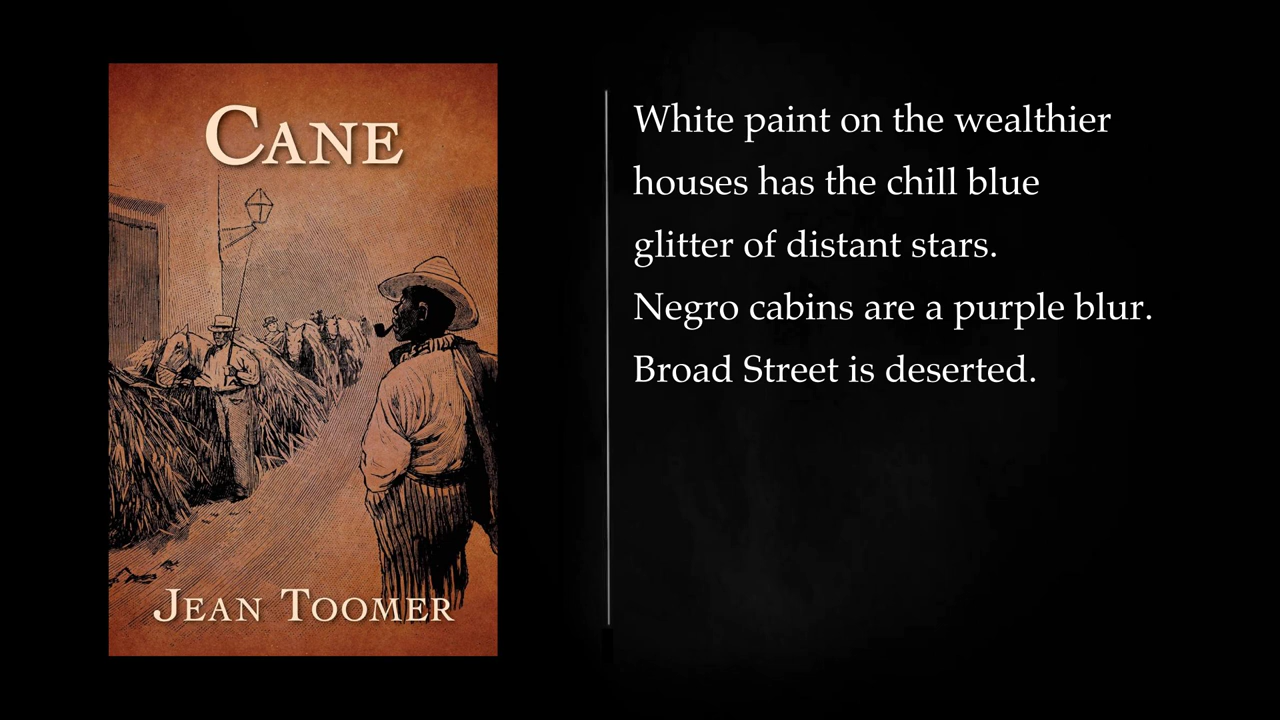 CANE
JEAN TOOMER
White paint on the wealthier
houses has the chill blue
glitter of distant stars.
Negro cabins are a purple blur.
Broad Street is deserted.